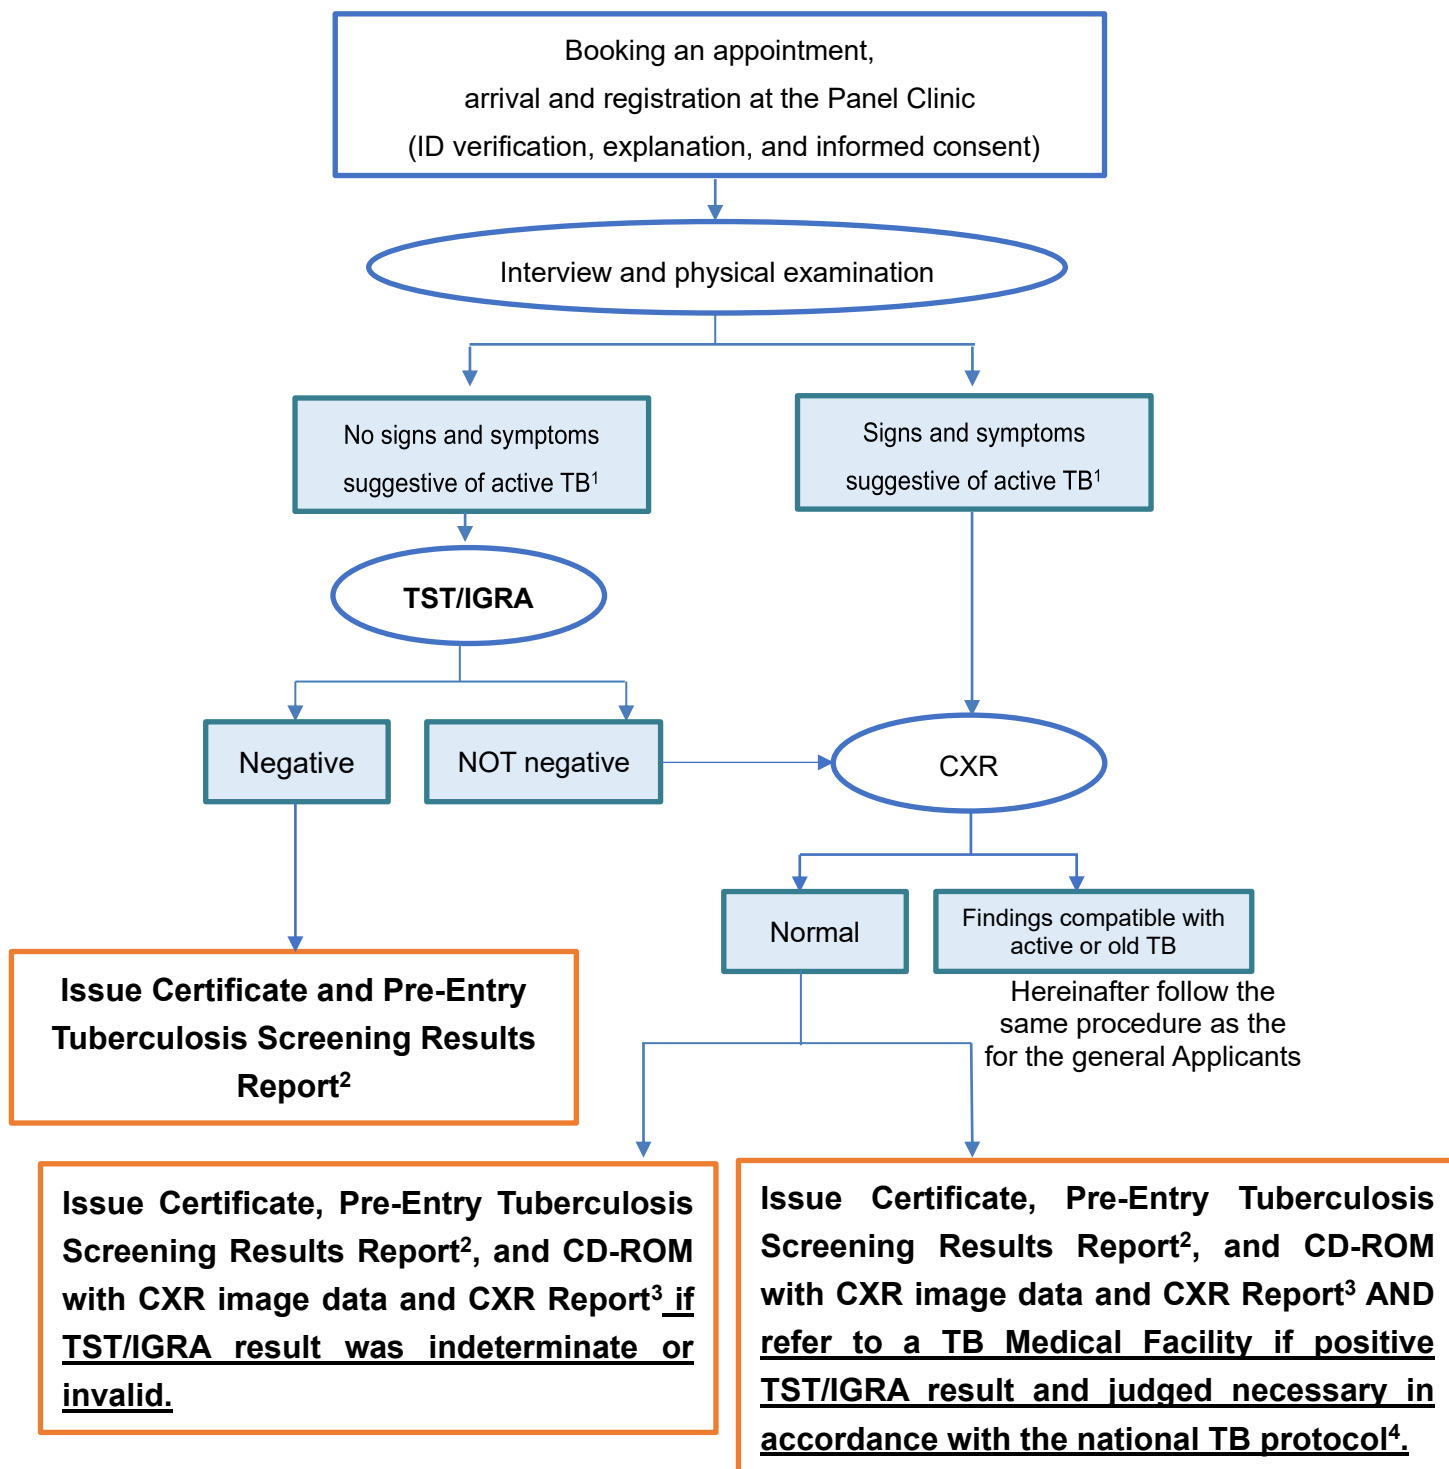 Booking an appointment,
arrival and registration at the Panel Clinic
(ID verification, explanation, and informed consent)
Interview and physical examination
No signs and symptoms
suggestive of active TB¹
Signs and symptoms
suggestive of active TB¹
TST/IGRA
Negative
NOT negative
CXR
Normal
Findings compatible with
active or old TB
Hereinafter follow the
same procedure as the
for the general Applicants
Issue Certificate and Pre-Entry
Tuberculosis Screening Results
Report²
Issue Certificate, Pre-Entry Tuberculosis
Screening Results Report², and CD-ROM
with CXR image data and CXR Report³ if
TST/IGRA result was indeterminate or
invalid.
Issue Certificate, Pre-Entry Tuberculosis
Screening Results Report², and CD-ROM
with CXR image data and CXR Report³ AND
refer to a TB Medical Facility if positive
TST/IGRA result and judged necessary in
accordance with the national TB protocol⁴.